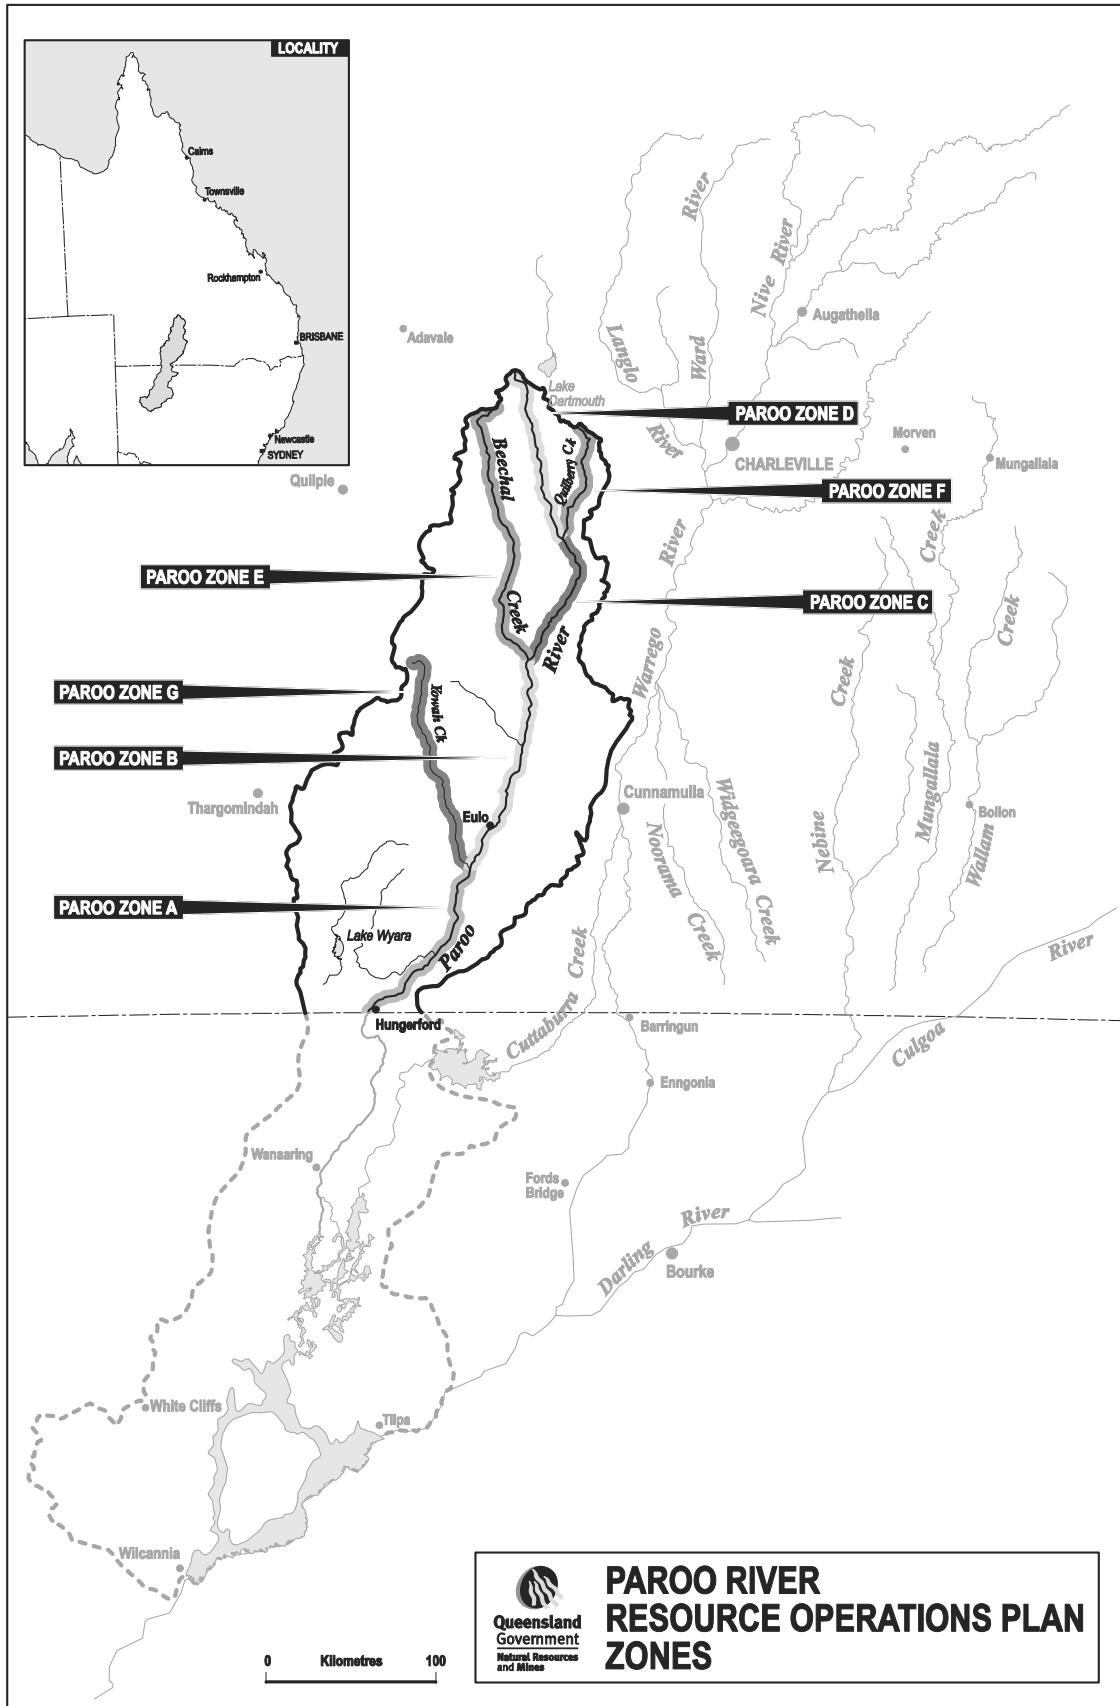 LOCALITY
Cairns
Townsville
Rockhampton
BRISBANE
Newcastle
SYDNEY
Adavale
Quilpie
Lake
Dartmouth
Langlo
River
Ward
River
Nive River
Augathella
CHARLEVILLE
Morven
Mungallala
PAROO ZONE D
PAROO ZONE F
PAROO ZONE E
PAROO ZONE C
PAROO ZONE G
PAROO ZONE B
PAROO ZONE A
Beechal
Creek
Quilberry Ck
River
Yowah Ck
Eulo
Thargomindah
Lake Wyara
Paroo
Hungerford
River
Warrego
Cunnamulla
Widgeegoara Creek
Noorama
Creek
Cuttaburra Creek
Creek
Nebine
Creek
Mungallala
Creek
Bollon
Wallam
River
Culgoa
Barringun
Enngonia
Wanaaring
Fords
Bridge
River
Darling
Bourke
White Cliffs
Tilpa
Wilcannia
0 Kilometres 100
Queensland
Government
Natural Resources
and Mines
PAROO RIVER
RESOURCE OPERATIONS PLAN
ZONES